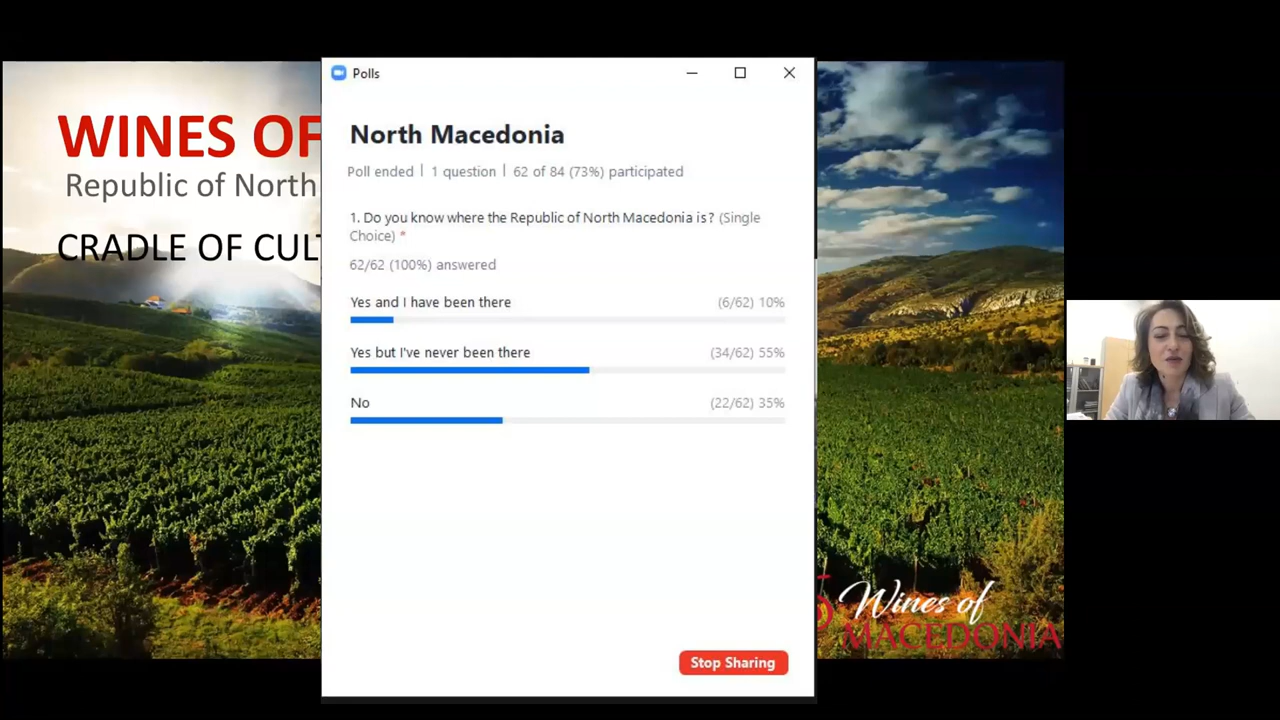 WINES OF
Republic of North
CRADLE OF CUL
Polls
North Macedonia
Poll ended | 1 question | 62 of 84 (73%) participated
1. Do you know where the Republic of North Macedonia is? (Single
Choice) *
62/62 (100%) answered
Yes and I have been there (6/62) 10%
Yes but I've never been there (34/62) 55%
No (22/62) 35%
Stop Sharing
Wines of
MACEDONIA